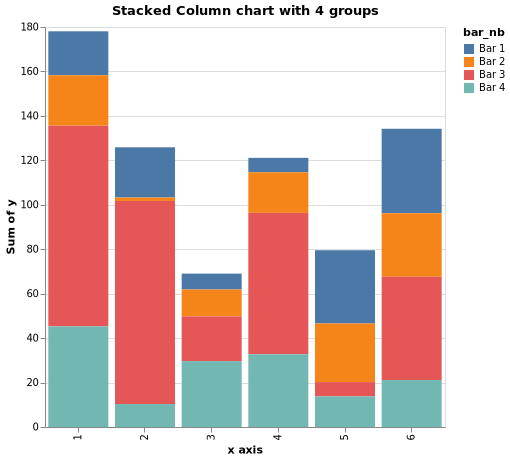 Stacked Column chart with 4 groups
bar_nb
Bar 1
Bar 2
Bar 3
Bar 4
Sum of y
180
160
140
120
100
80
60
40
20
0
1
2
3
4
5
6
x axis